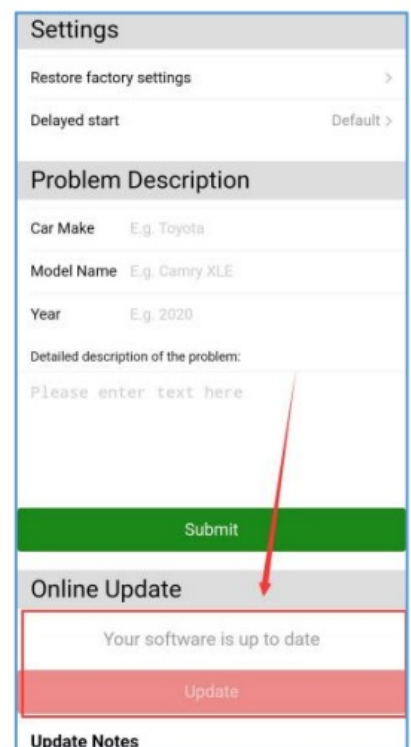 Settings
Restore factory settings >
Delayed start Default >
Problem Description
Car Make E.g. Toyota
Model Name E.g. Camry XLE
Year E.g. 2020
Detailed description of the problem:
Please enter text here
Submit
Online Update
Your software is up to date
Update
Update Notes